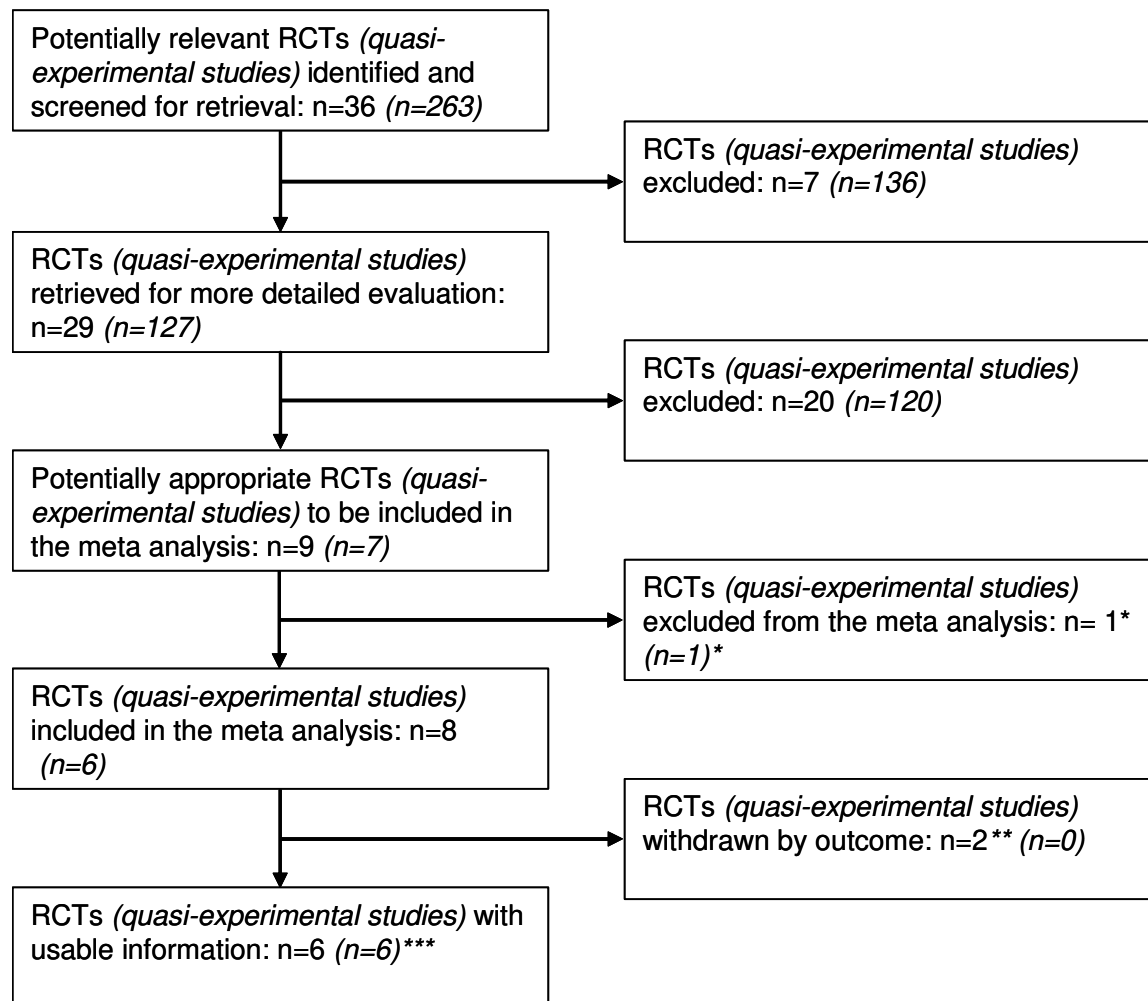 Potentially relevant RCTs (quasi-
experimental studies) identified and
screened for retrieval: n=36 (n=263)
RCTs (quasi-experimental studies)
excluded: n=7 (n=136)
RCTs (quasi-experimental studies)
retrieved for more detailed evaluation:
n=29 (n=127)
RCTs (quasi-experimental studies)
excluded: n=20 (n=120)
Potentially appropriate RCTs (quasi-
experimental studies) to be included in
the meta analysis: n=9 (n=7)
RCTs (quasi-experimental studies)
excluded from the meta analysis: n= 1*
(n=1)*
RCTs (quasi-experimental studies)
included in the meta analysis: n=8
(n=6)
RCTs (quasi-experimental studies)
withdrawn by outcome: n=2** (n=0)
RCTs (quasi-experimental studies) with
usable information: n=6 (n=6)***